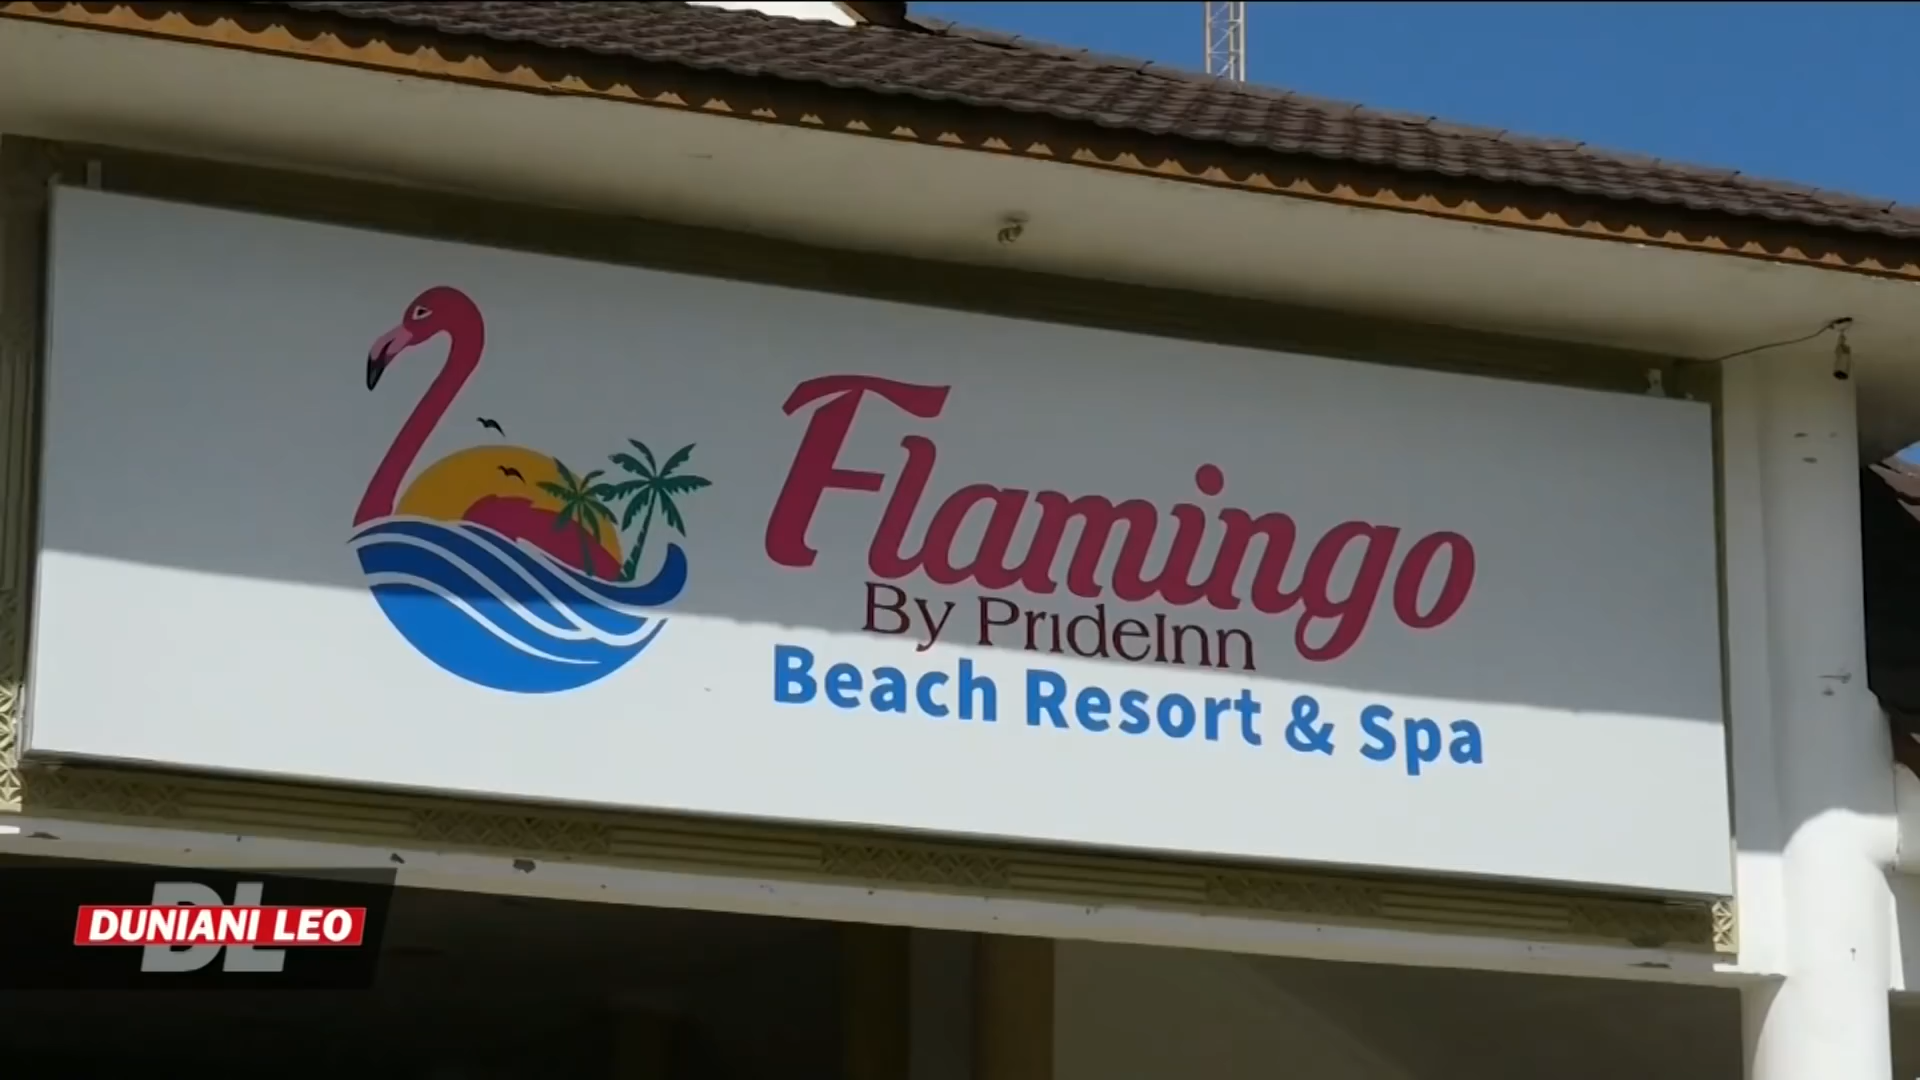 Flamingo
By PrideInn
Beach Resort & Spa
DL
DUNIANI LEO